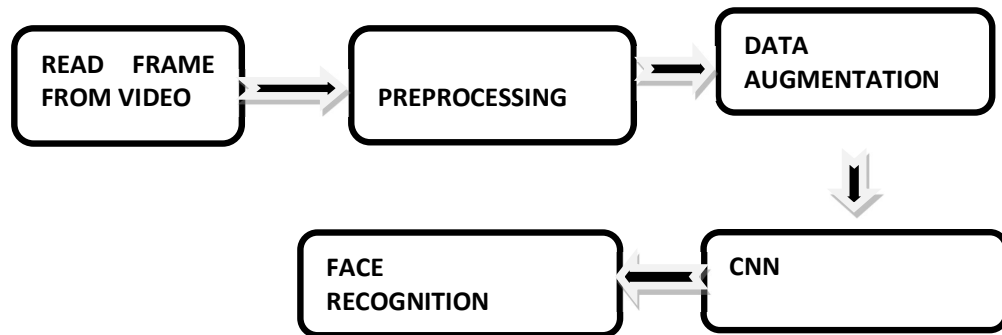 READ FRAME
FROM VIDEO
PREPROCESSING
DATA
AUGMENTATION
CNN
FACE
RECOGNITION